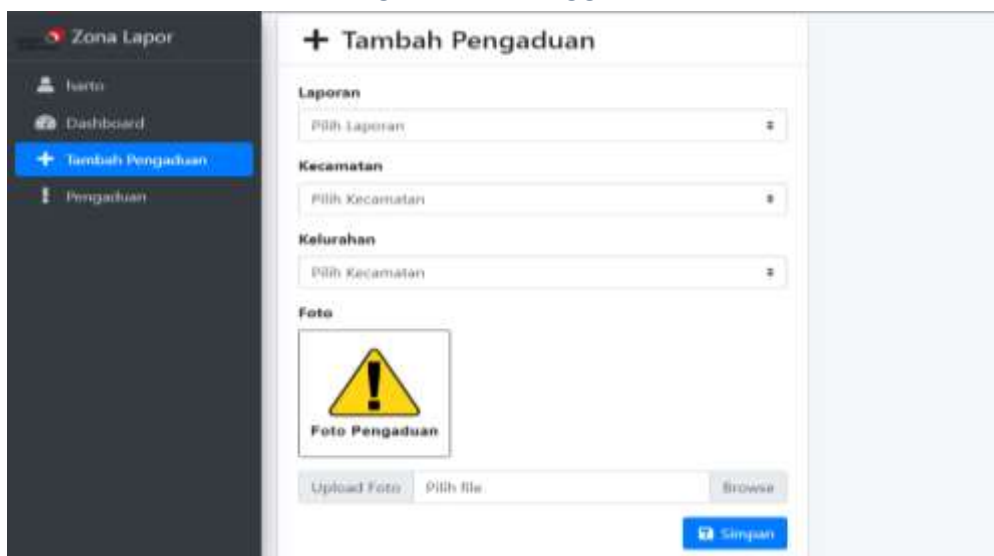 Zona Lapor
harto
Dashboard
Tambah Pengaduan
Pengaduan
Tambah Pengaduan
Laporan
Pilih Laporan
Kecamatan
Pilih Kecamatan
Kelurahan
Pilih Kecamatan
Foto
Foto Pengaduan
Upload Foto Pilih file Browse
Simpan